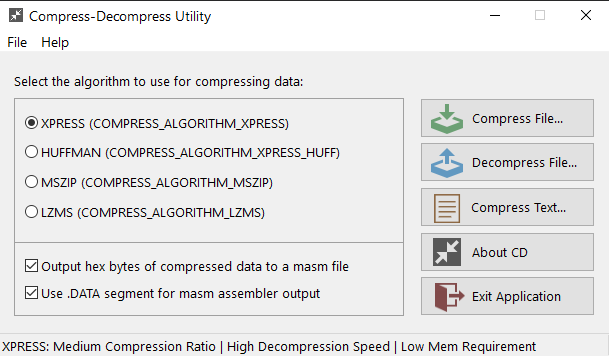 Compress-Decompress Utility
File Help
Select the algorithm to use for compressing data:
XPRESS (COMPRESS_ALGORITHM_XPRESS)
HUFFMAN (COMPRESS_ALGORITHM_XPRESS_HUFF)
MSZIP (COMPRESS_ALGORITHM_MSZIP)
LZMS (COMPRESS_ALGORITHM_LZMS)
Output hex bytes of compressed data to a masm file
Use .DATA segment for masm assembler output
Compress File...
Decompress File...
Compress Text...
About CD
Exit Application
XPRESS: Medium Compression Ratio | High Decompression Speed | Low Mem Requirement